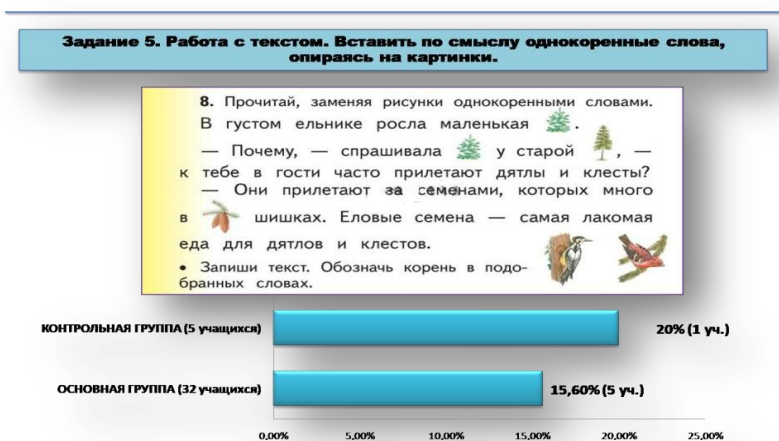 Задание 5. Работа с текстом. Вставить по смыслу однокоренные слова,
опираясь на картинки.
8. Прочитай, заменяя рисунки однокоренными словами.
В густом ельнике росла маленькая .
— Почему, — спрашивала у старой , —
к тебе в гости часто прилетают дятлы и клесты?
— Они прилетают за семенами, которых много
в шишках. Еловые семена — самая лакомая
еда для дятлов и клестов.
• Запиши текст. Обозначь корень в подо-
бранных словах.
КОНТРОЛЬНАЯ ГРУППА (5 учащихся)
20% (1 уч.)
ОСНОВНАЯ ГРУППА (32 учащихся)
15,60% (5 уч.)
0,00% 5,00% 10,00% 15,00% 20,00% 25,00%